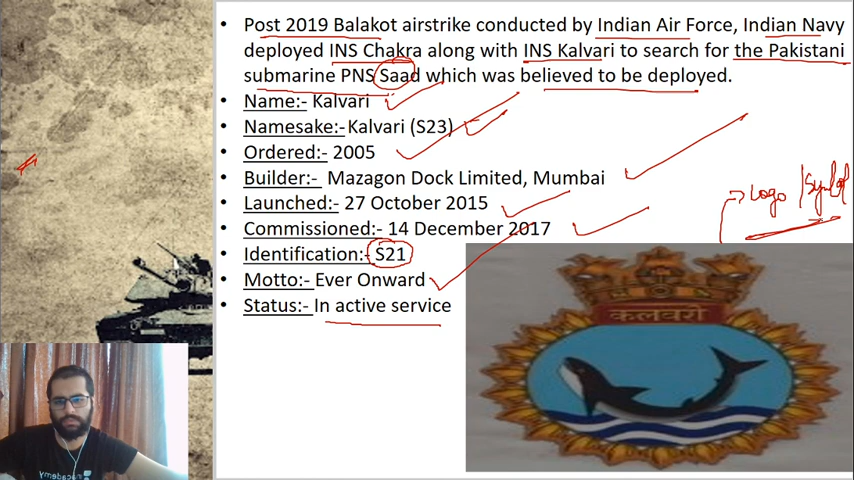 Post 2019 Balakot airstrike conducted by Indian Air Force, Indian Navy
deployed INS Chakra along with INS Kalvari to search for the Pakistani
submarine PNS Saad which was believed to be deployed.
Name:- Kalvari
Namesake:- Kalvari (S23)
Ordered:- 2005
Builder:- Mazagon Dock Limited, Mumbai
Launched:- 27 October 2015
Commissioned:- 14 December 2017
Identification:- S21
Motto:- Ever Onward
Status:- In active service
Logo / Symbol
कलवरी